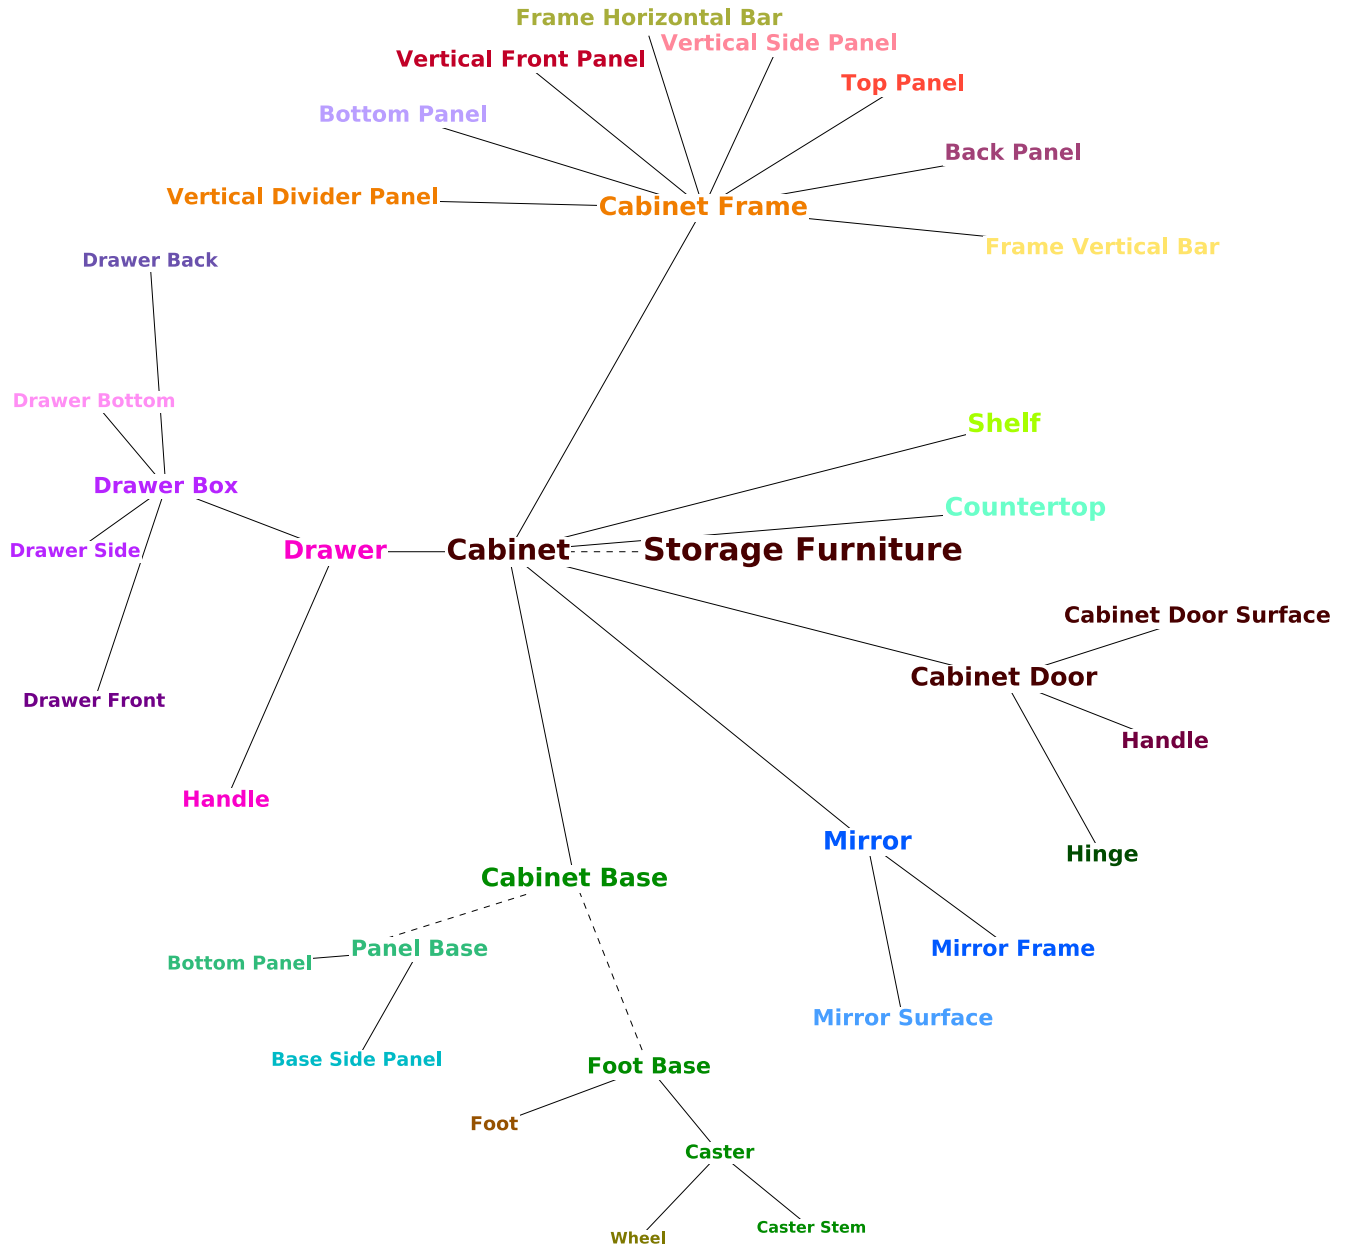 Frame Horizontal Bar
Vertical Side Panel
Vertical Front Panel
Top Panel
Bottom Panel
Back Panel
Vertical Divider Panel
Cabinet Frame
Frame Vertical Bar
Drawer Back
Drawer Bottom
Shelf
Drawer Box
Countertop
Drawer Side
Drawer
Cabinet
Storage Furniture
Cabinet Door Surface
Cabinet Door
Drawer Front
Handle
Handle
Mirror
Hinge
Cabinet Base
Panel Base
Mirror Frame
Bottom Panel
Mirror Surface
Base Side Panel
Foot Base
Foot
Caster
Caster Stem
Wheel